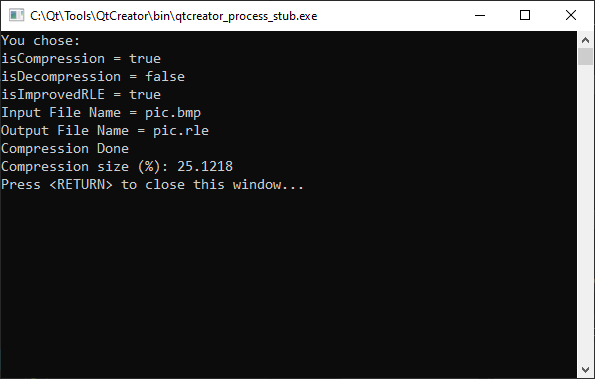 C:\Qt\Tools\QtCreator\bin\qtcreator_process_stub.exe
You chose:
isCompression = true
isDecompression = false
isImprovedRLE = true
Input File Name = pic.bmp
Output File Name = pic.rle
Compression Done
Compression size (%): 25.1218
Press <RETURN> to close this window...